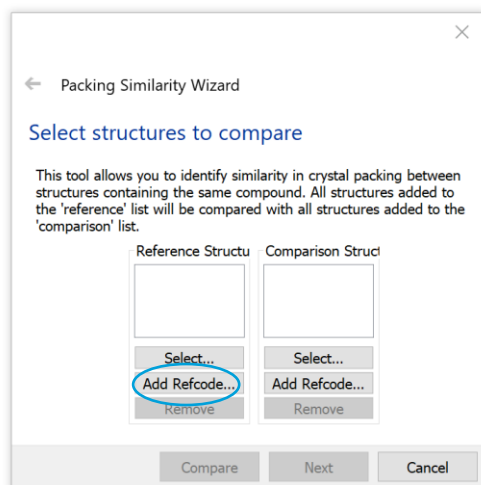 Packing Similarity Wizard
Select structures to compare
This tool allows you to identify similarity in crystal packing between
structures containing the same compound. All structures added to
the 'reference' list will be compared with all structures added to the
'comparison' list.
Reference Structu Comparison Struct
Select... Select...
Add Refcode... Add Refcode...
Remove Remove
Compare Next Cancel